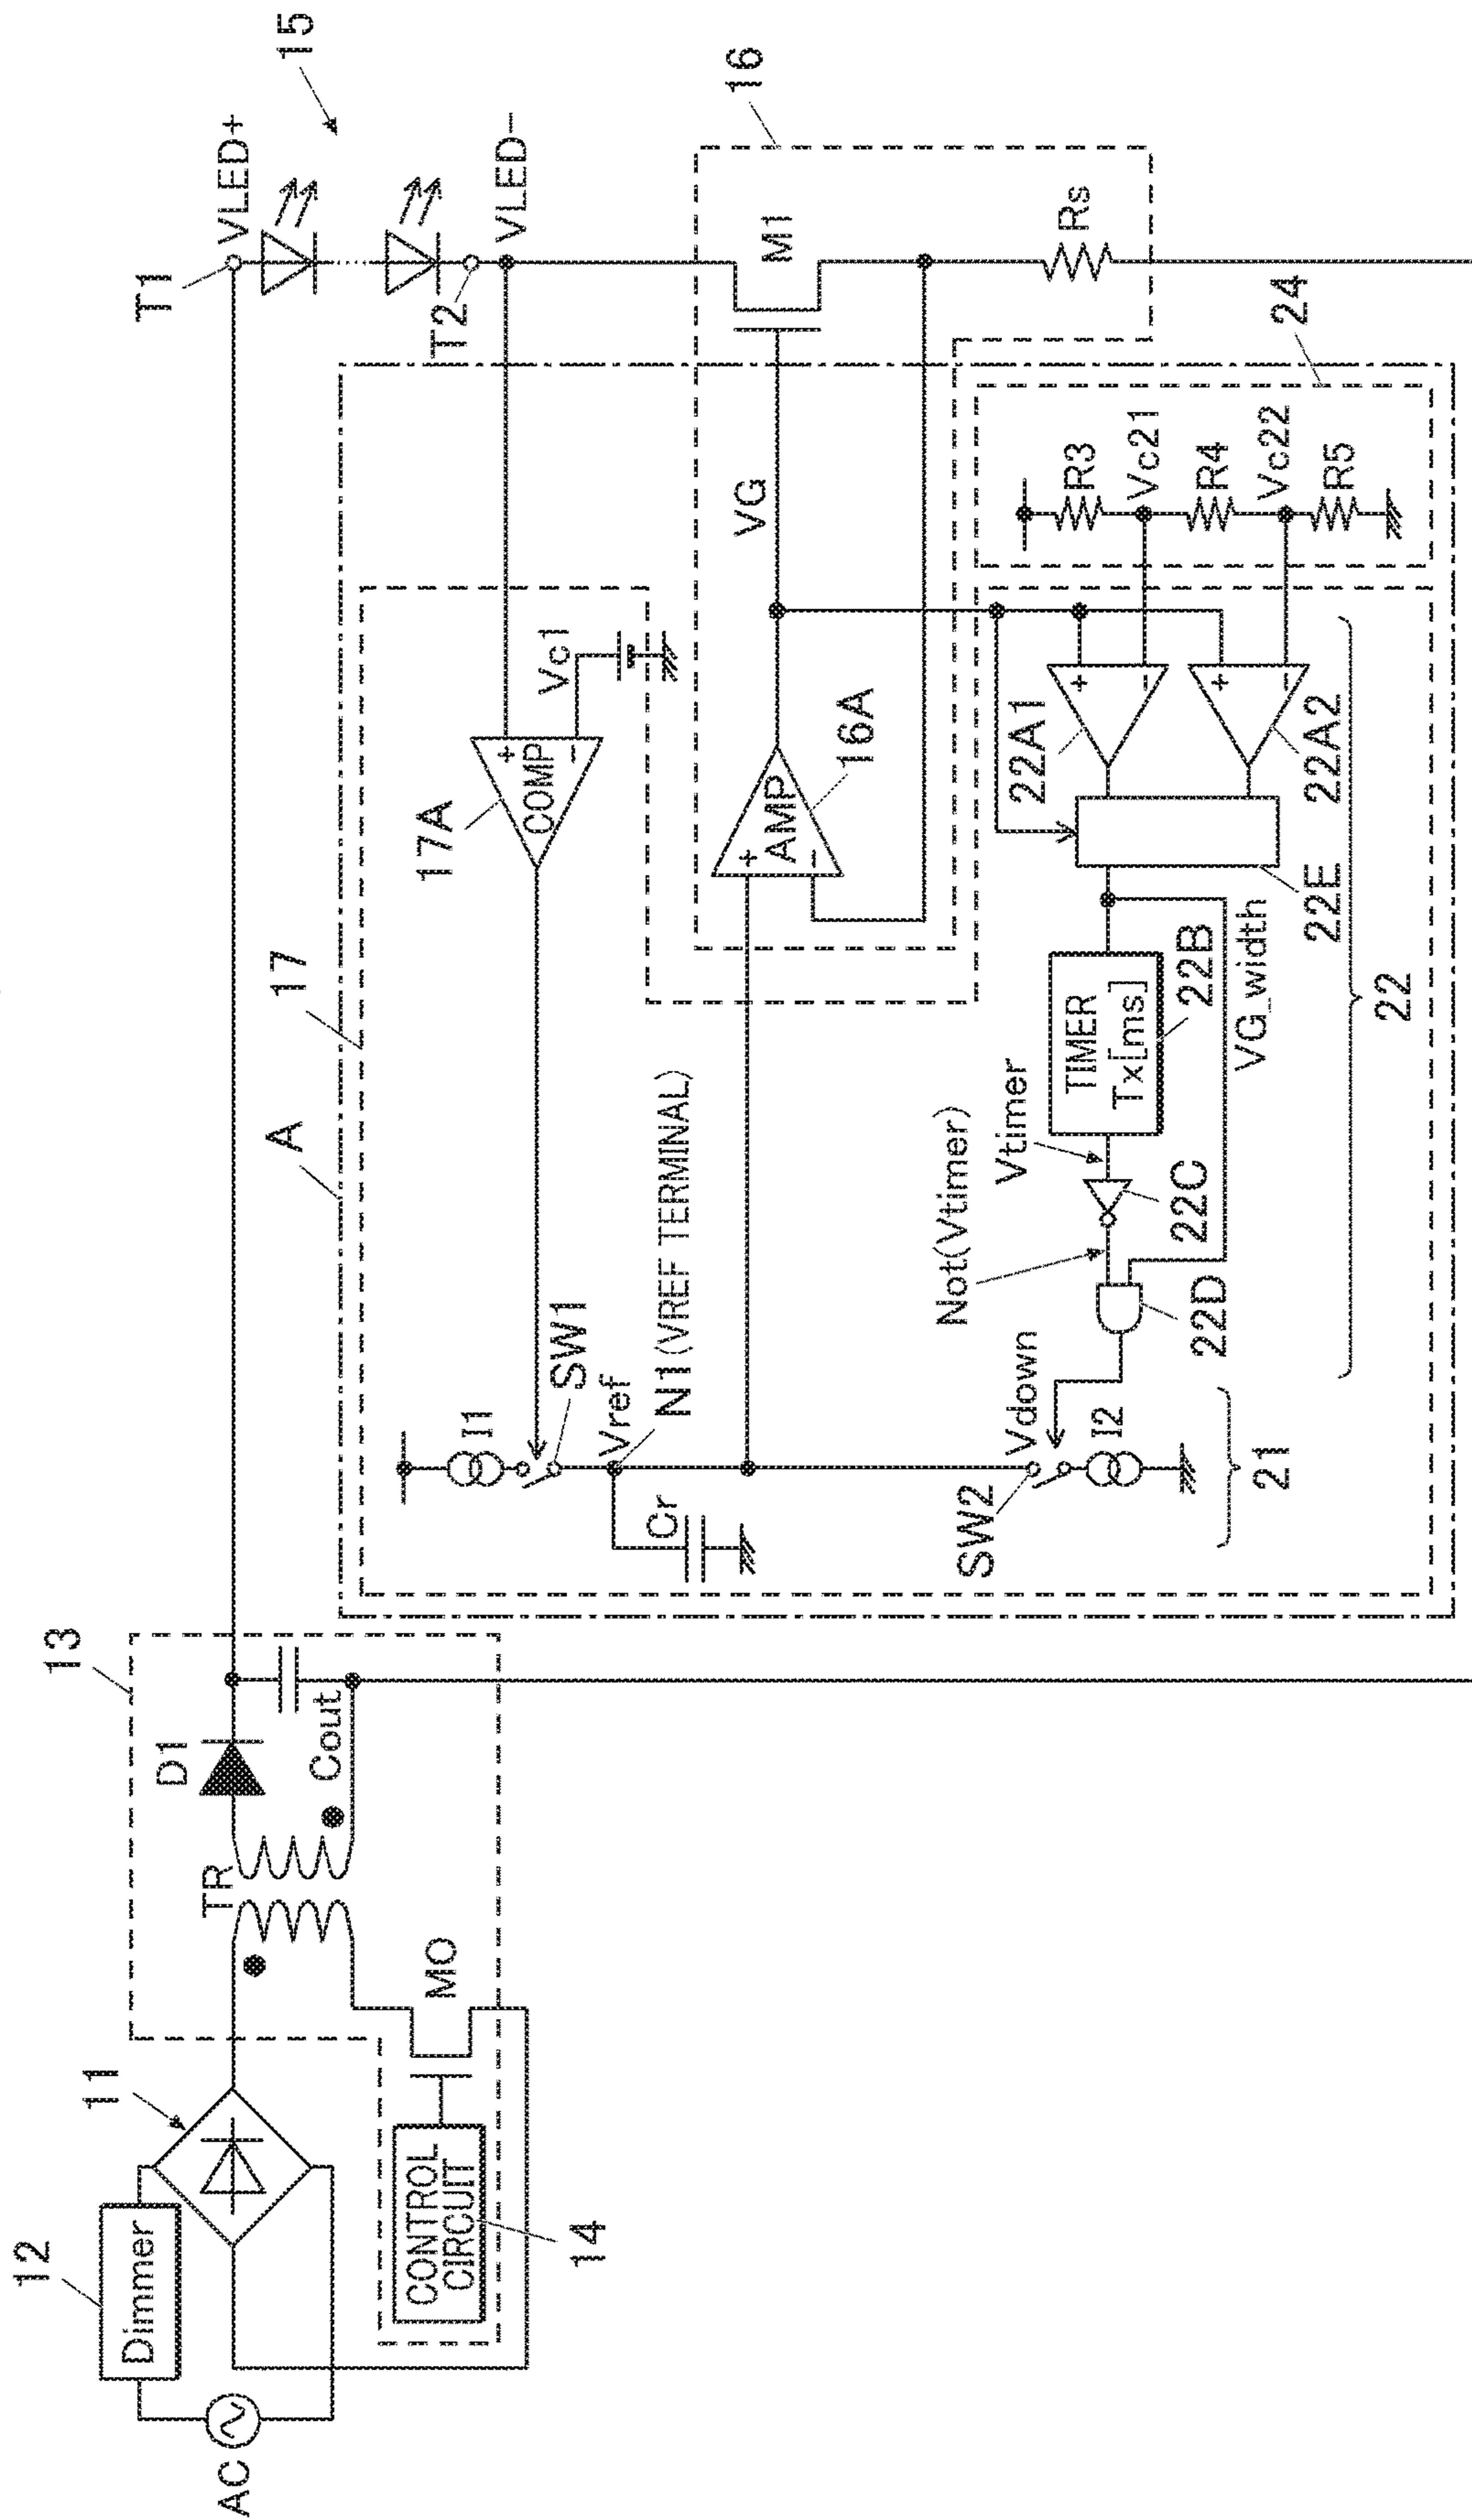 AC
12
Dimmer
11
CONTROL
CIRCUIT
14
MO
13
TR
D1
Cout
A
17
I1
SW1
Vref
N1(VREF TERMINAL)
Cr
17A
COMP
+
−
Vc1
T1
VLED+
15
T2
VLED−
16
M1
Rs
VG
AMP
+
−
16A
24
R3
Vc21
R4
Vc22
R5
+
−
22A1
+
−
22A2
22E
TIMER
Tx[ms]
22B
VG_width
Vtimer
22C
Not(Vtimer)
22D
Vdown
SW2
I2
21
22